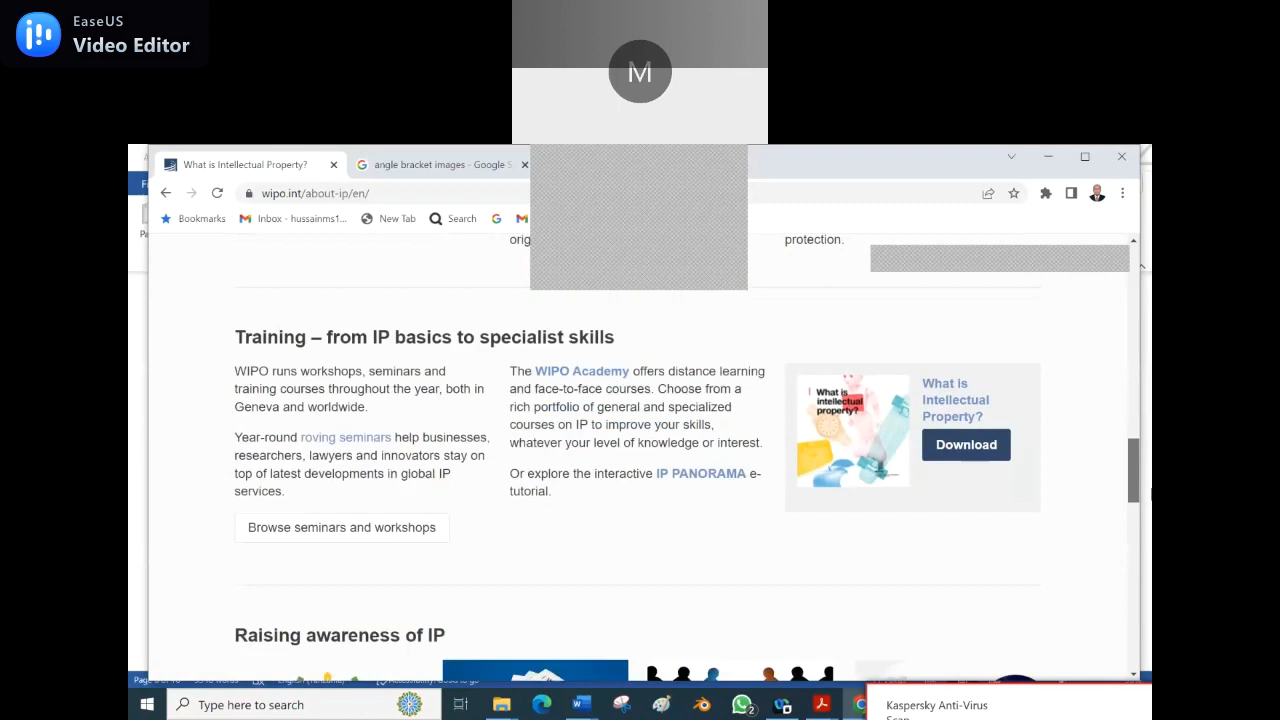 EaseUS
Video Editor
M
What is Intellectual Property?
angle bracket images - Google S
wipo.int/about-ip/en/
Bookmarks
Inbox - hussainms1...
New Tab
Search
protection.
Training – from IP basics to specialist skills
WIPO runs workshops, seminars and
training courses throughout the year, both in
Geneva and worldwide.
Year-round roving seminars help businesses,
researchers, lawyers and innovators stay on
top of latest developments in global IP
services.
Browse seminars and workshops
The WIPO Academy offers distance learning
and face-to-face courses. Choose from a
rich portfolio of general and specialized
courses on IP to improve your skills,
whatever your level of knowledge or interest.
Or explore the interactive IP PANORAMA e-
tutorial.
What is
intellectual
property?
What is
Intellectual
Property?
Download
Raising awareness of IP
Type here to search
2
Kaspersky Anti-Virus